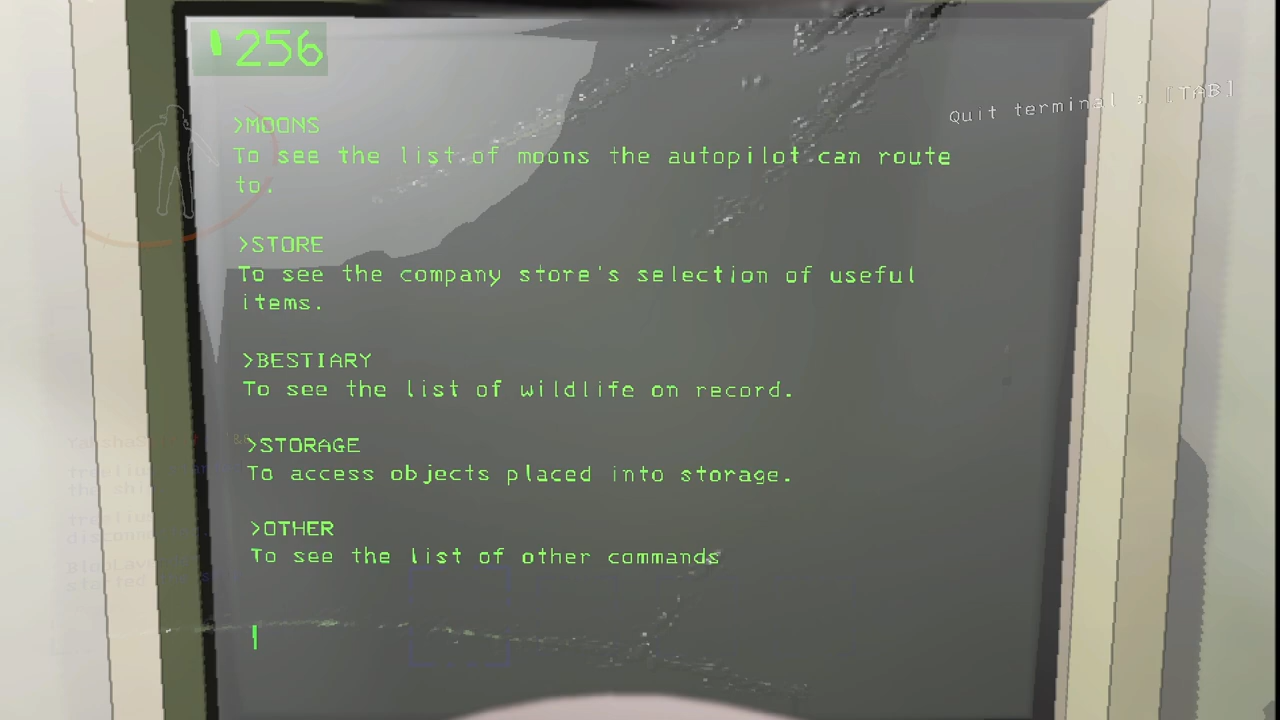 256
Quit terminal : [TAB]
>MOONS
To see the list of moons the autopilot can route
to.
>STORE
To see the company store's selection of useful
items.
>BESTIARY
To see the list of wildlife on record.
>STORAGE
To access objects placed into storage.
>OTHER
To see the list of other commands